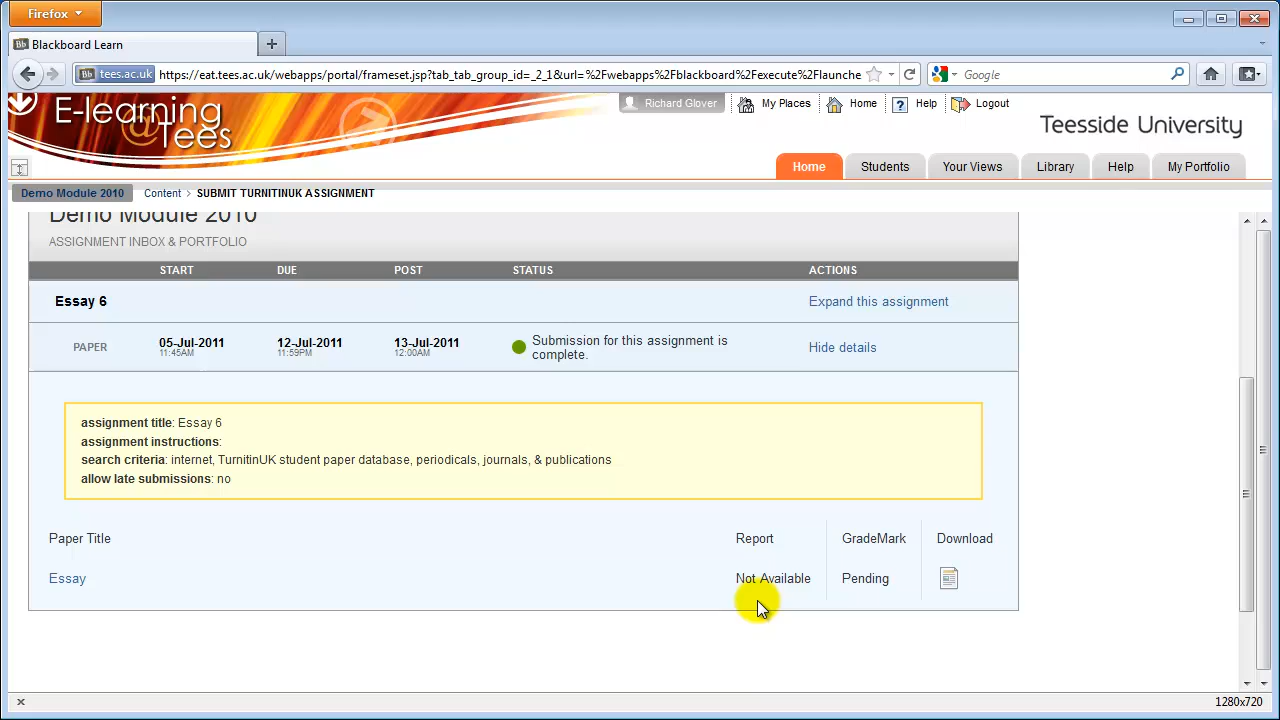 Firefox
Blackboard Learn
tees.ac.uk https://eat.tees.ac.uk/webapps/portal/frameset.jsp?tab_tab_group_id=_2_1&url=%2Fwebapps%2Fblackboard%2Fexecute%2Flaunche Google
E-learning
@Tees
Richard Glover My Places Home Help Logout
Teesside University
Home Students Your Views Library Help My Portfolio
Demo Module 2010 Content > SUBMIT TURNITINUK ASSIGNMENT
Demo Module 2010
ASSIGNMENT INBOX & PORTFOLIO
START DUE POST STATUS ACTIONS
Essay 6 Expand this assignment
PAPER 05-Jul-2011 12-Jul-2011 13-Jul-2011 Submission for this assignment is Hide details
11:45AM 11:59PM 12:00AM complete.
assignment title: Essay 6
assignment instructions:
search criteria: internet, TurnitinUK student paper database, periodicals, journals, & publications
allow late submissions: no
Paper Title Report GradeMark Download
Essay Not Available Pending
x 1280x720